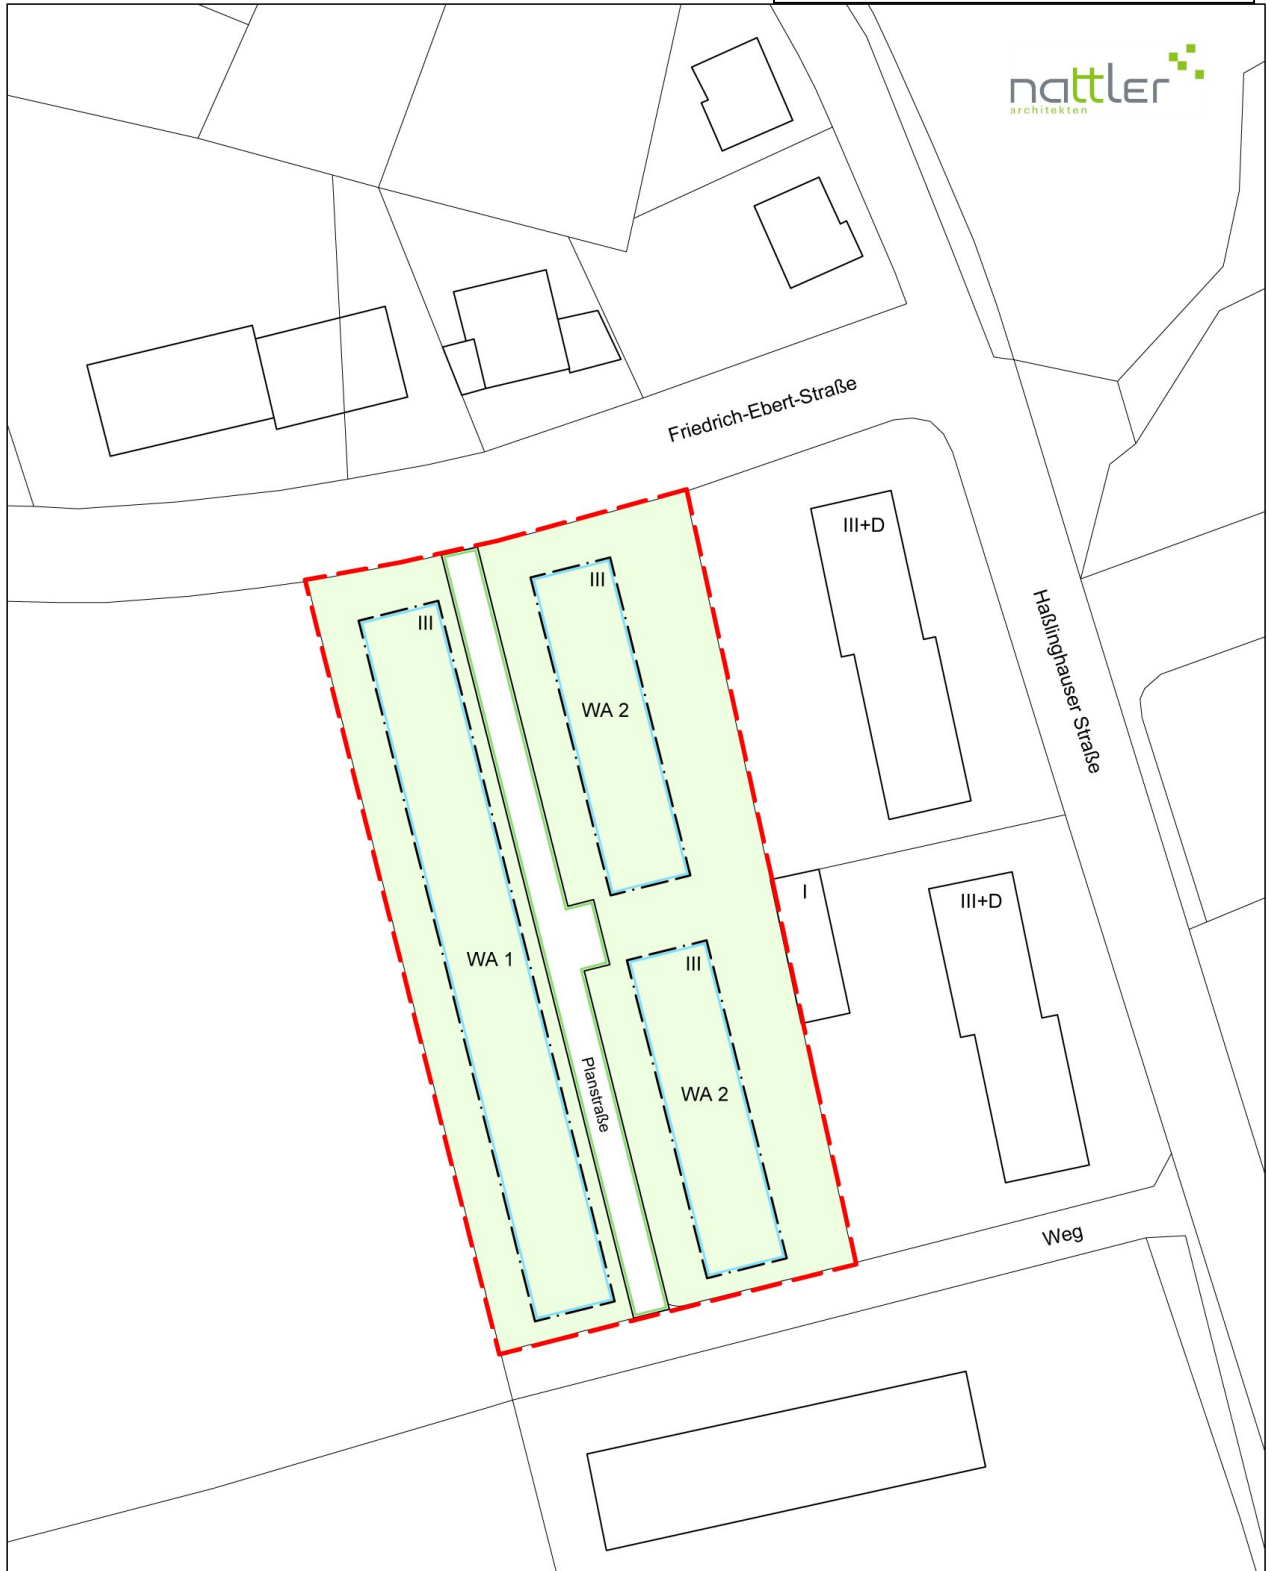 nattler
architekten
Friedrich-Ebert-Straße
III+D
III
III
Haßlinghauser Straße
WA 2
I
III+D
WA 1
III
Planstraße
WA 2
Weg